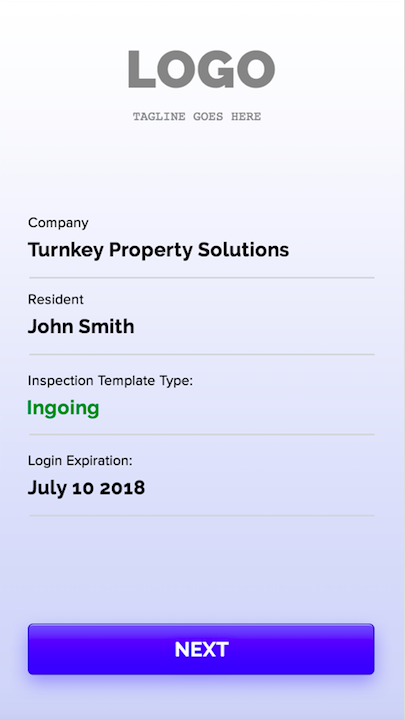 LOGO
TAGLINE GOES HERE
Company
Turnkey Property Solutions
Resident
John Smith
Inspection Template Type:
Ingoing
Login Expiration:
July 10 2018
NEXT